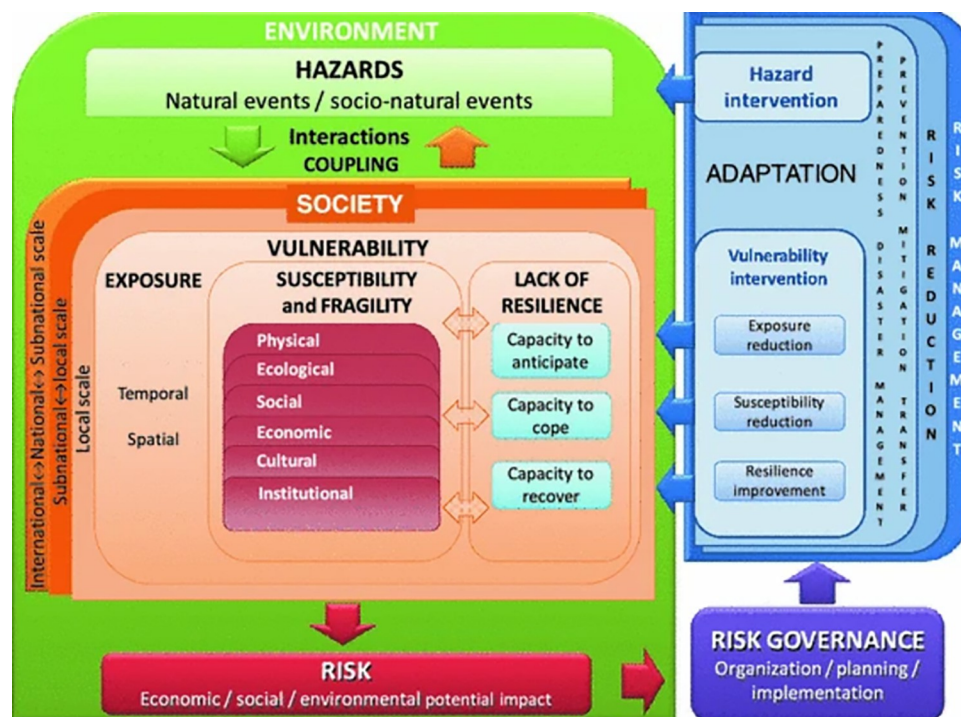 ENVIRONMENT
HAZARDS
Natural events / socio-natural events
Interactions
COUPLING
SOCIETY
VULNERABILITY
EXPOSURE
Temporal
Spatial
SUSCEPTIBILITY
and FRAGILITY
Physical
Ecological
Social
Economic
Cultural
Institutional
LACK OF
RESILIENCE
Capacity to
anticipate
Capacity to
cope
Capacity to
recover
International↔National↔Subnational scale
Subnational↔local scale
Local scale
RISK
Economic / social / environmental potential impact
Hazard
intervention
ADAPTATION
Vulnerability
intervention
Exposure
reduction
Susceptibility
reduction
Resilience
improvement
PREPAREDNESS DISASTER MANAGEMENT
PREVENTION MITIGATION TRANSFER
RISK REDUCTION
RISK MANAGEMENT
RISK GOVERNANCE
Organization / planning /
implementation